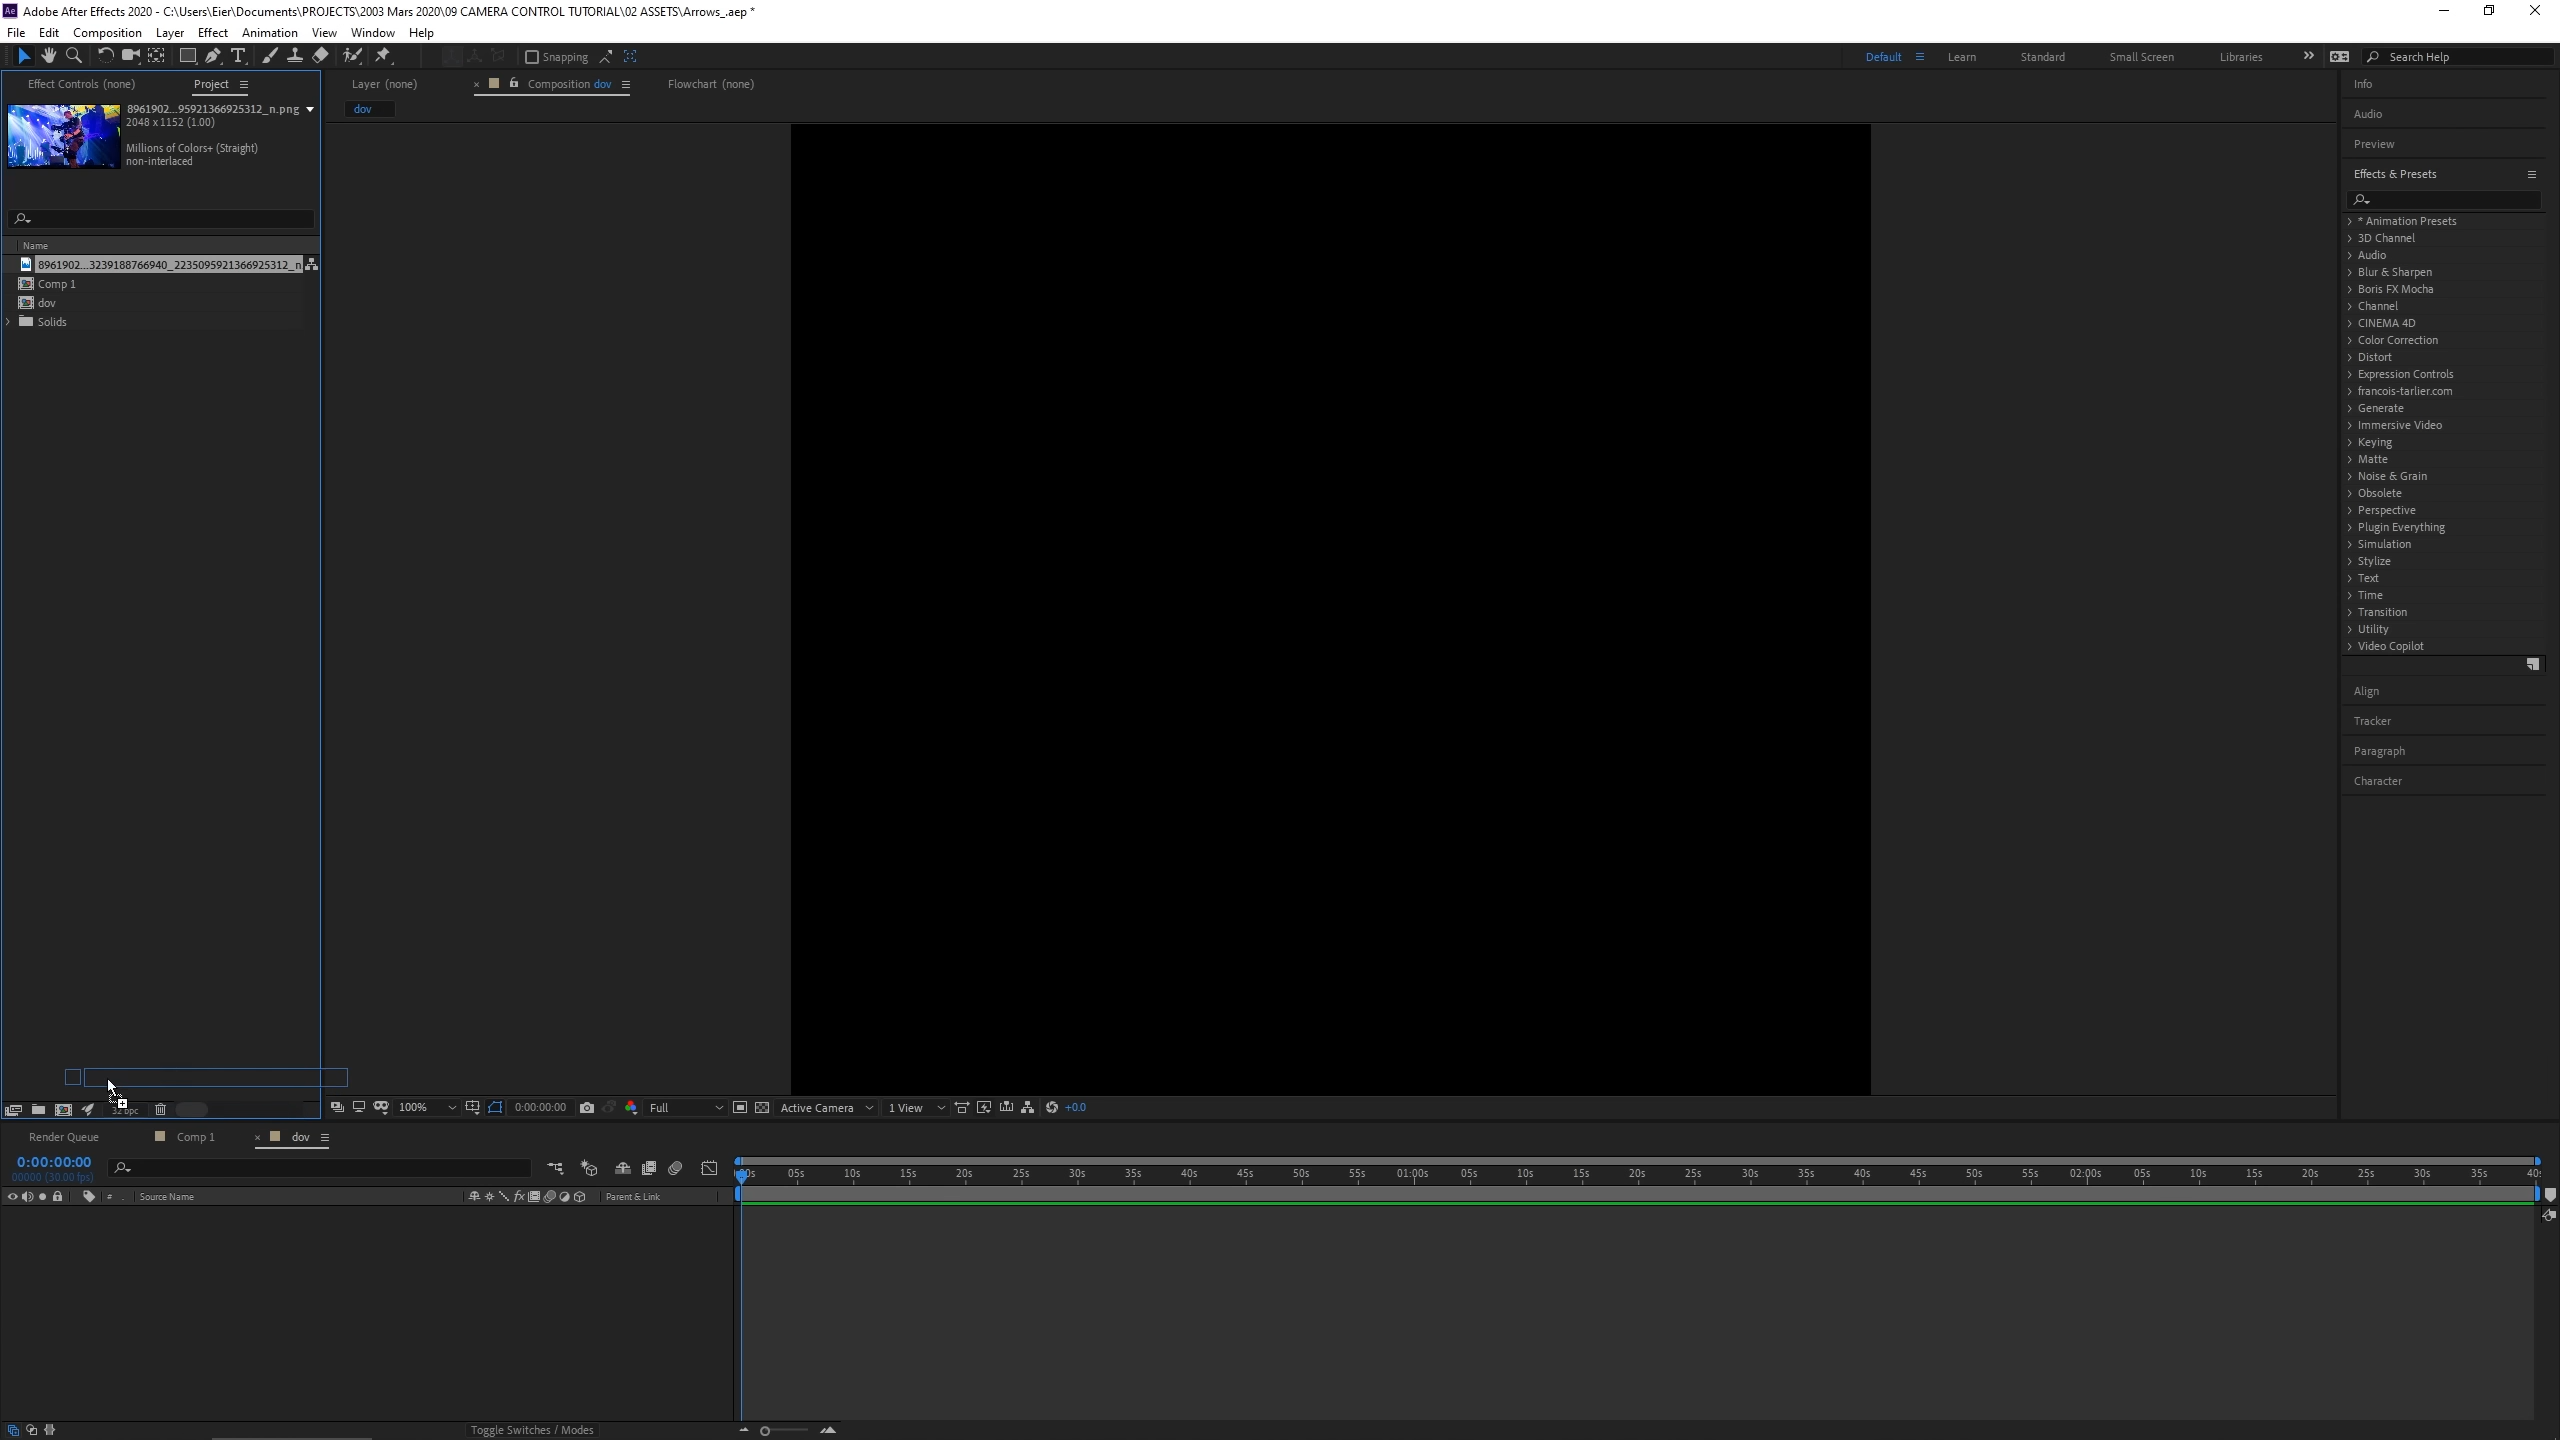 Adobe After Effects 2020 - C:\Users\Eier\Documents\PROJECTS\2003 Mars 2020\09 CAMERA CONTROL TUTORIAL\02 ASSETS\Arrows_.aep *
File Edit Composition Layer Effect Animation View Window Help
Snapping
Default Learn Standard Small Screen Libraries Search Help
Effect Controls (none) Project
8961902...95921366925312_n.png
2048 x 1152 (1.00)
Millions of Colors+ (Straight)
non-interlaced
Name
8961902...3239188766940_2235095921366925312_n
Comp 1
dov
Solids
32 bpc
Layer (none) Composition dov Flowchart (none)
dov
100% 0:00:00:00 Full Active Camera 1 View +0.0
Info
Audio
Preview
Effects & Presets
* Animation Presets
3D Channel
Audio
Blur & Sharpen
Boris FX Mocha
Channel
CINEMA 4D
Color Correction
Distort
Expression Controls
francois-tarlier.com
Generate
Immersive Video
Keying
Matte
Noise & Grain
Obsolete
Perspective
Plugin Everything
Simulation
Stylize
Text
Time
Transition
Utility
Video Copilot
Align
Tracker
Paragraph
Character
Render Queue Comp 1 dov
0:00:00:00
00000 (30.00 fps)
05s 10s 15s 20s 25s 30s 35s 40s 45s 50s 55s 01:00s 05s 10s 15s 20s 25s 30s 35s 40s 45s 50s 55s 02:00s 05s 10s 15s 20s 25s 30s 35s
# Source Name fx Parent & Link
Toggle Switches / Modes